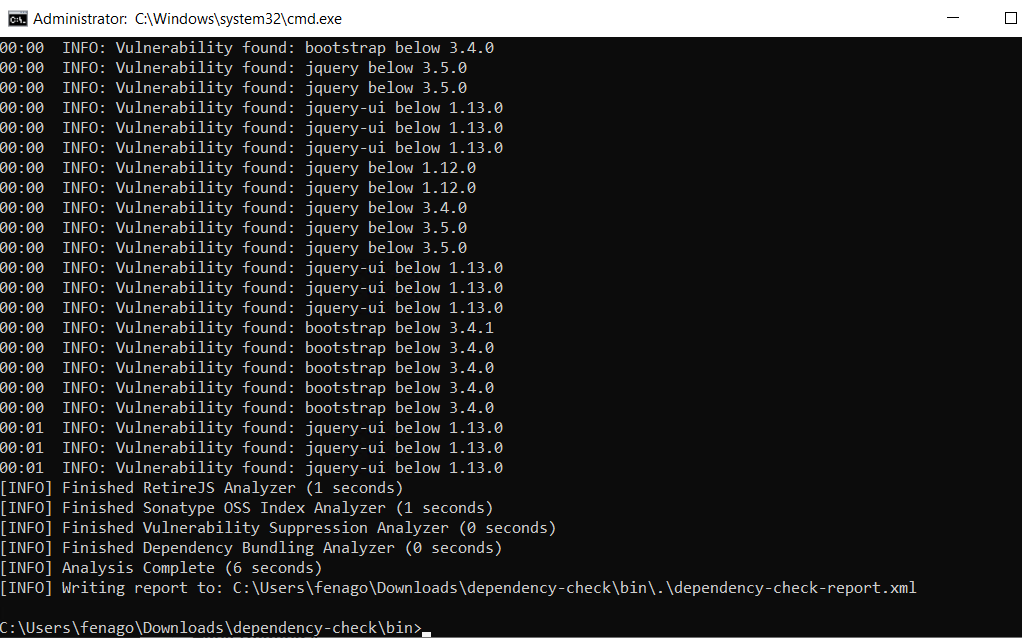 Administrator: C:\Windows\system32\cmd.exe
00:00  INFO: Vulnerability found: bootstrap below 3.4.0
00:00  INFO: Vulnerability found: jquery below 3.5.0
00:00  INFO: Vulnerability found: jquery below 3.5.0
00:00  INFO: Vulnerability found: jquery-ui below 1.13.0
00:00  INFO: Vulnerability found: jquery-ui below 1.13.0
00:00  INFO: Vulnerability found: jquery-ui below 1.13.0
00:00  INFO: Vulnerability found: jquery below 1.12.0
00:00  INFO: Vulnerability found: jquery below 1.12.0
00:00  INFO: Vulnerability found: jquery below 3.4.0
00:00  INFO: Vulnerability found: jquery below 3.5.0
00:00  INFO: Vulnerability found: jquery below 3.5.0
00:00  INFO: Vulnerability found: jquery-ui below 1.13.0
00:00  INFO: Vulnerability found: jquery-ui below 1.13.0
00:00  INFO: Vulnerability found: jquery-ui below 1.13.0
00:00  INFO: Vulnerability found: bootstrap below 3.4.1
00:00  INFO: Vulnerability found: bootstrap below 3.4.0
00:00  INFO: Vulnerability found: bootstrap below 3.4.0
00:00  INFO: Vulnerability found: bootstrap below 3.4.0
00:00  INFO: Vulnerability found: bootstrap below 3.4.0
00:01  INFO: Vulnerability found: jquery-ui below 1.13.0
00:01  INFO: Vulnerability found: jquery-ui below 1.13.0
00:01  INFO: Vulnerability found: jquery-ui below 1.13.0
[INFO] Finished RetireJS Analyzer (1 seconds)
[INFO] Finished Sonatype OSS Index Analyzer (1 seconds)
[INFO] Finished Vulnerability Suppression Analyzer (0 seconds)
[INFO] Finished Dependency Bundling Analyzer (0 seconds)
[INFO] Analysis Complete (6 seconds)
[INFO] Writing report to: C:\Users\fenago\Downloads\dependency-check\bin\.\dependency-check-report.xml
C:\Users\fenago\Downloads\dependency-check\bin>